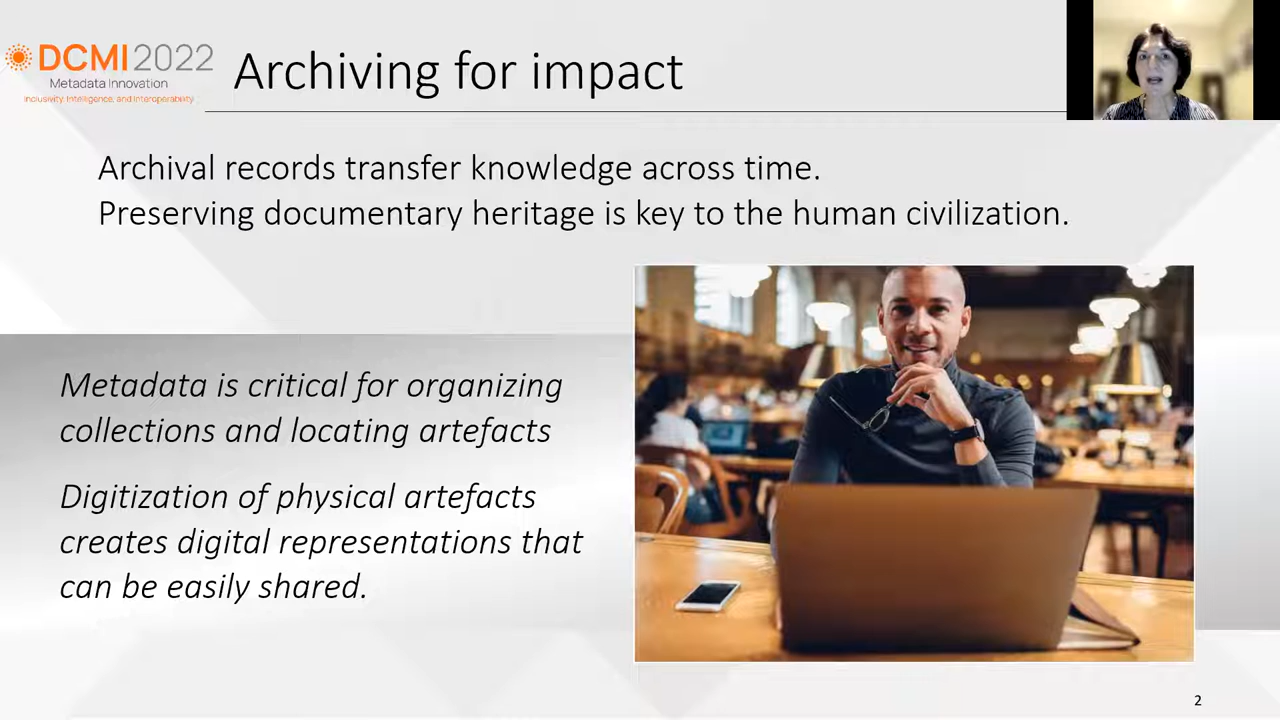 DCMI2022
Metadata Innovation
Inclusivity, Intelligence, and Interoperability
Archiving for impact
Archival records transfer knowledge across time.
Preserving documentary heritage is key to the human civilization.
Metadata is critical for organizing
collections and locating artefacts
Digitization of physical artefacts
creates digital representations that
can be easily shared.
2